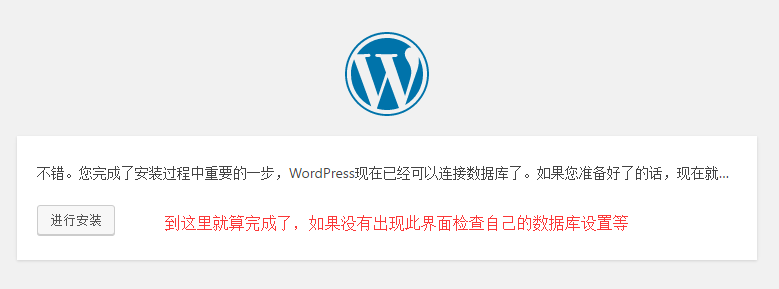 不错。您完成了安装过程中重要的一步，WordPress现在已经可以连接数据库了。如果您准备好了的话，现在就...
进行安装 到这里就算完成了，如果没有出现此界面检查自己的数据库设置等